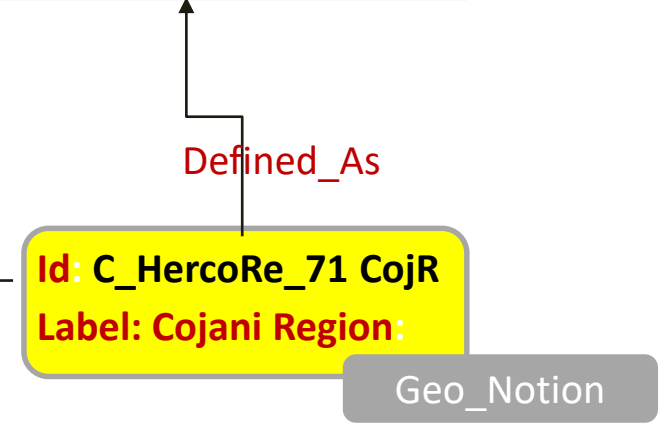 Defined_As
Id: C_HercoRe_71 CojR
Label: Cojani Region:
Geo_Notion